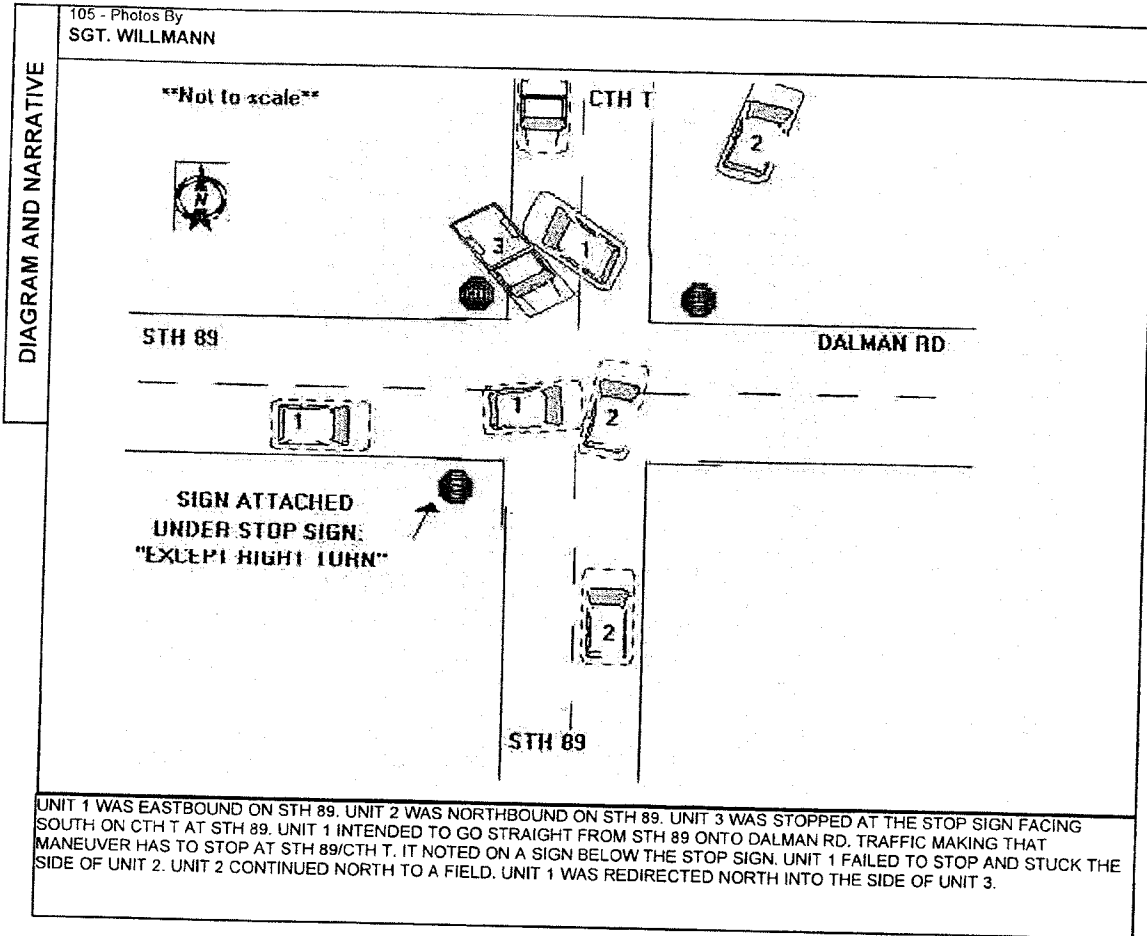 105 - Photos By
SGT. WILLMANN
DIAGRAM AND NARRATIVE
**Not to scale**
CTH T
2
N
3
1
STH 89
DALMAN RD
1
1
2
SIGN ATTACHED
UNDER STOP SIGN:
"EXCEPT RIGHT TURN"
2
STH 89
UNIT 1 WAS EASTBOUND ON STH 89. UNIT 2 WAS NORTHBOUND ON STH 89. UNIT 3 WAS STOPPED AT THE STOP SIGN FACING
SOUTH ON CTH T AT STH 89. UNIT 1 INTENDED TO GO STRAIGHT FROM STH 89 ONTO DALMAN RD. TRAFFIC MAKING THAT
MANEUVER HAS TO STOP AT STH 89/CTH T. IT NOTED ON A SIGN BELOW THE STOP SIGN. UNIT 1 FAILED TO STOP AND STUCK THE
SIDE OF UNIT 2. UNIT 2 CONTINUED NORTH TO A FIELD. UNIT 1 WAS REDIRECTED NORTH INTO THE SIDE OF UNIT 3.